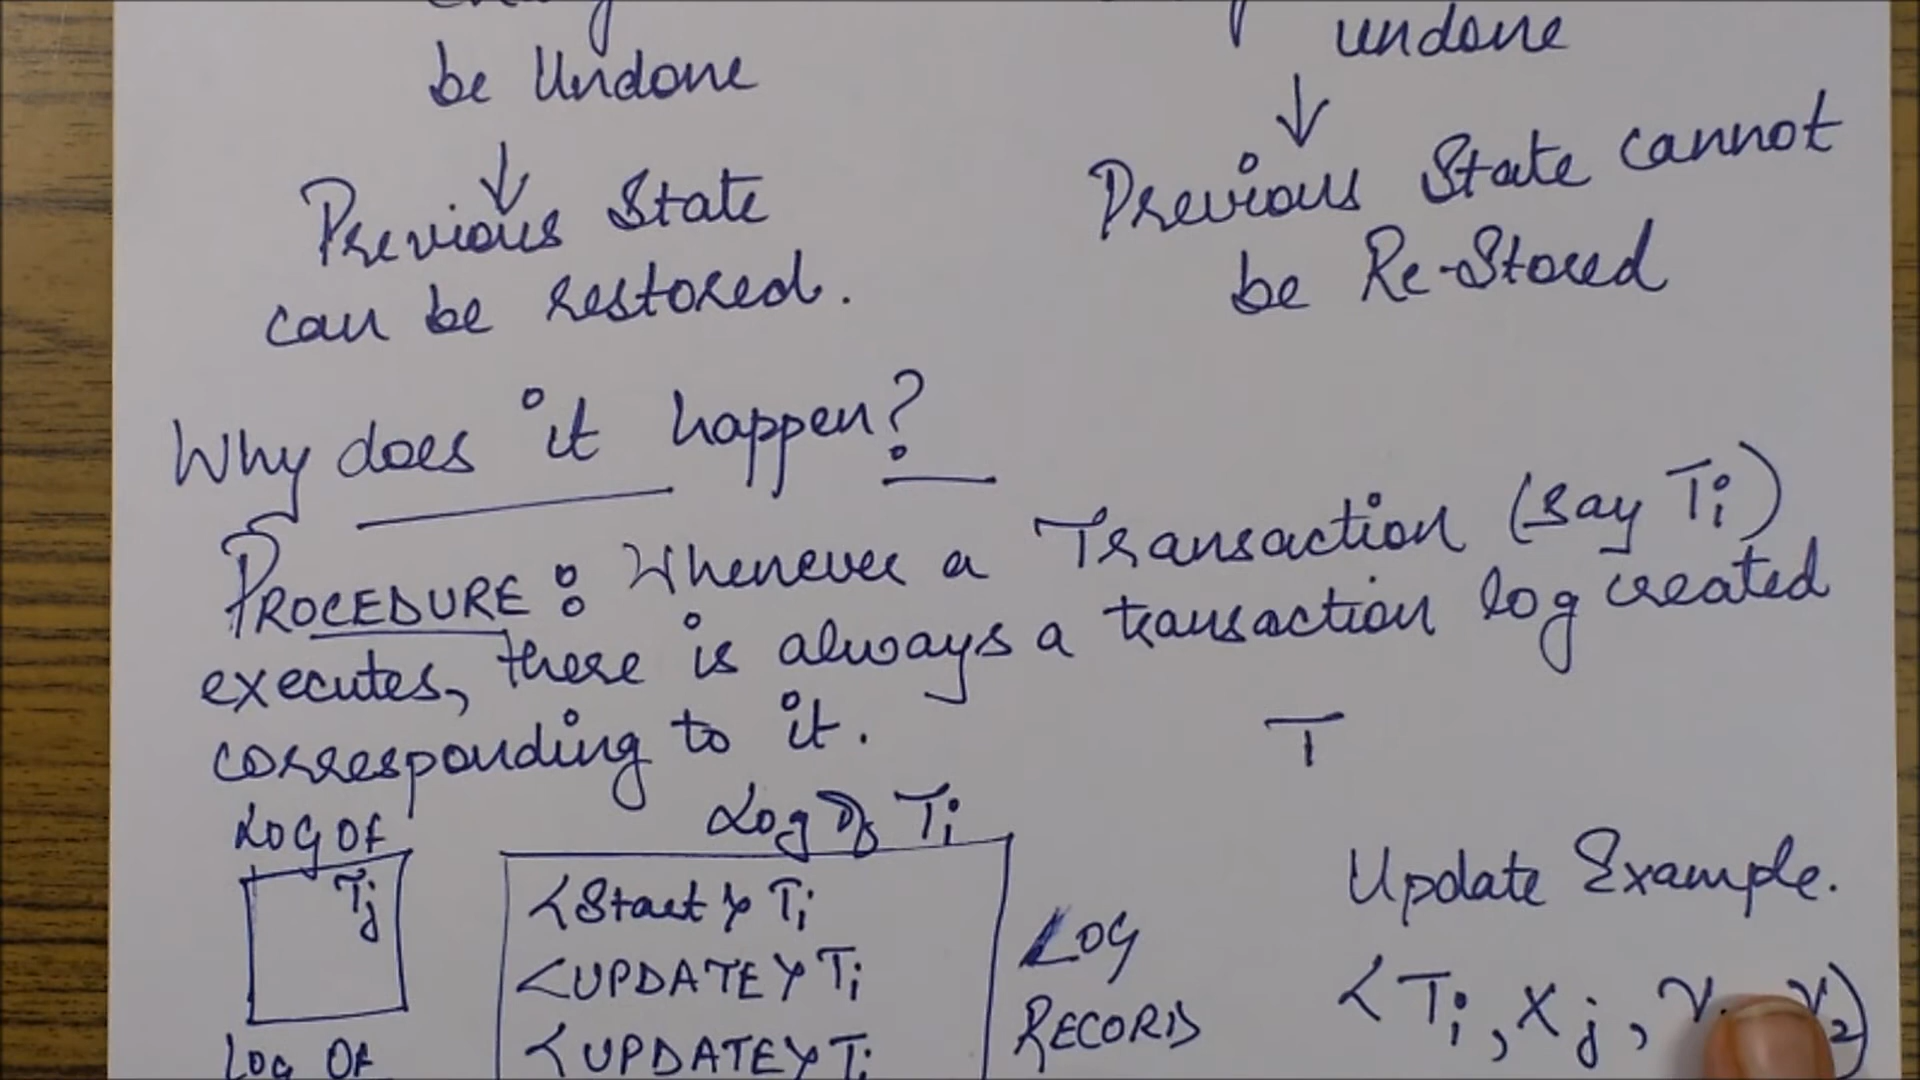 be Undone
undone
↓
↓
Previous State
can be restored.
Previous State cannot
be Re-Stored
Why does it happen?
PROCEDURE : Whenever a Transaction (say Ti)
executes, there is always a transaction log created
corresponding to it.
T
LOG OF
Tj
Log Of Ti
<Start> Ti
<UPDATE> Ti
<UPDATE> Ti
LOG
RECORDS
Update Example.
<Ti, Xj, V
V2>
LOG OF